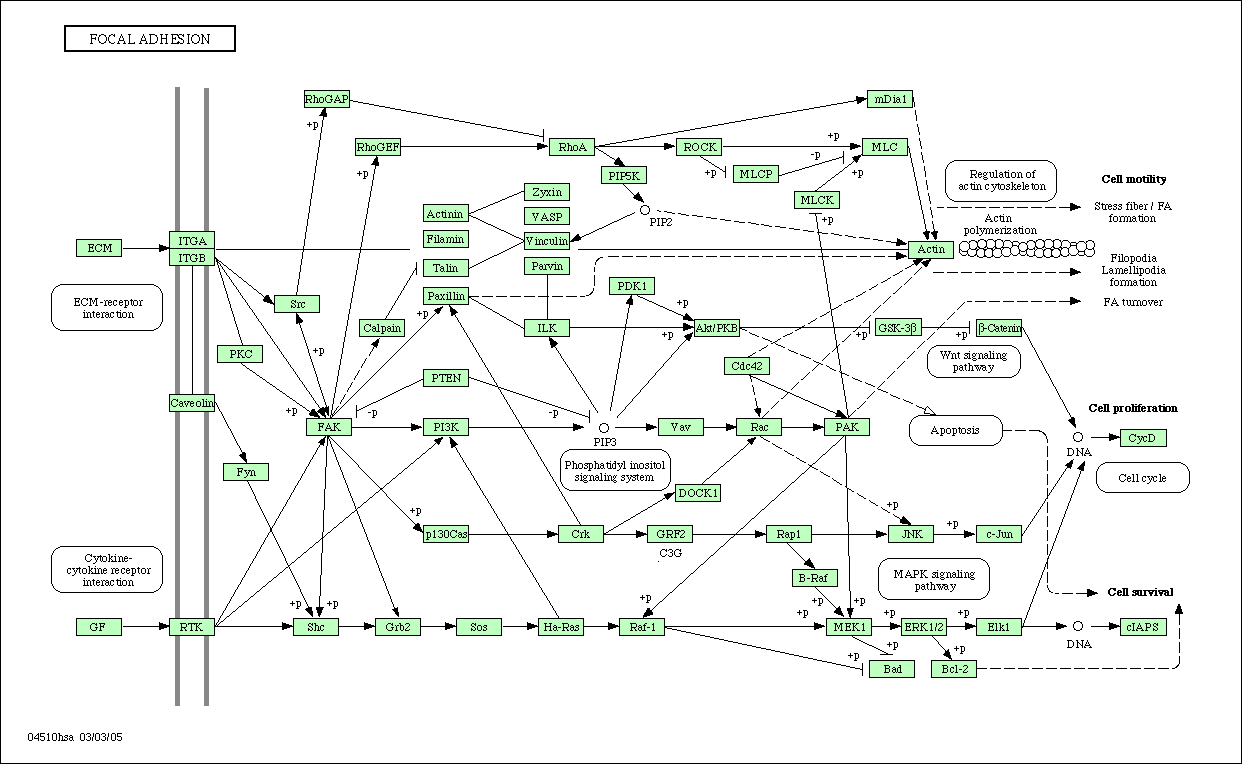 FOCAL ADHESION
RhoGAP
mDia1
+p
+p
RhoGEF
RhoA
ROCK
MLC
-p
+p
+p
+p
PIP5K
MLCP
Regulation of
actin cytoskeleton
Cell motility
Zyxin
MLCK
Actinin
VASP
PIP2
+p
Actin
polymerization
Stress fiber / FA
formation
ECM
ITGA
ITGB
Filamin
Vinculin
Actin
Talin
Parvin
Filopodia
Lamellipodia
formation
ECM-receptor
interaction
Src
Paxillin
+p
PDK1
+p
FA turnover
Calpain
ILK
+p
Akt/PKB
+p
GSK-3β
+p
β-Catenin
PKC
+p
Wnt signaling
pathway
Cdc42
PTEN
Caveolin
+p
-p
-p
Cell proliferation
FAK
PI3K
PIP3
Vav
Rac
PAK
Apoptosis
DNA
CycD
Fyn
Phosphatidyl inositol
signaling system
Cell cycle
DOCK1
+p
+p
+p
p130Cas
Crk
GRF2
C3G
Rap1
JNK
c-Jun
Cytokine-
cytokine receptor
interaction
B-Raf
MAPK signaling
pathway
Cell survival
+p
+p
+p
+p
+p
+p
+p
+p
GF
RTK
Shc
Grb2
Sos
Ha-Ras
Raf-1
MEK1
ERK1/2
Elk1
DNA
cIAPS
+p
+p
+p
Bad
Bcl-2
04510hsa 03/03/05